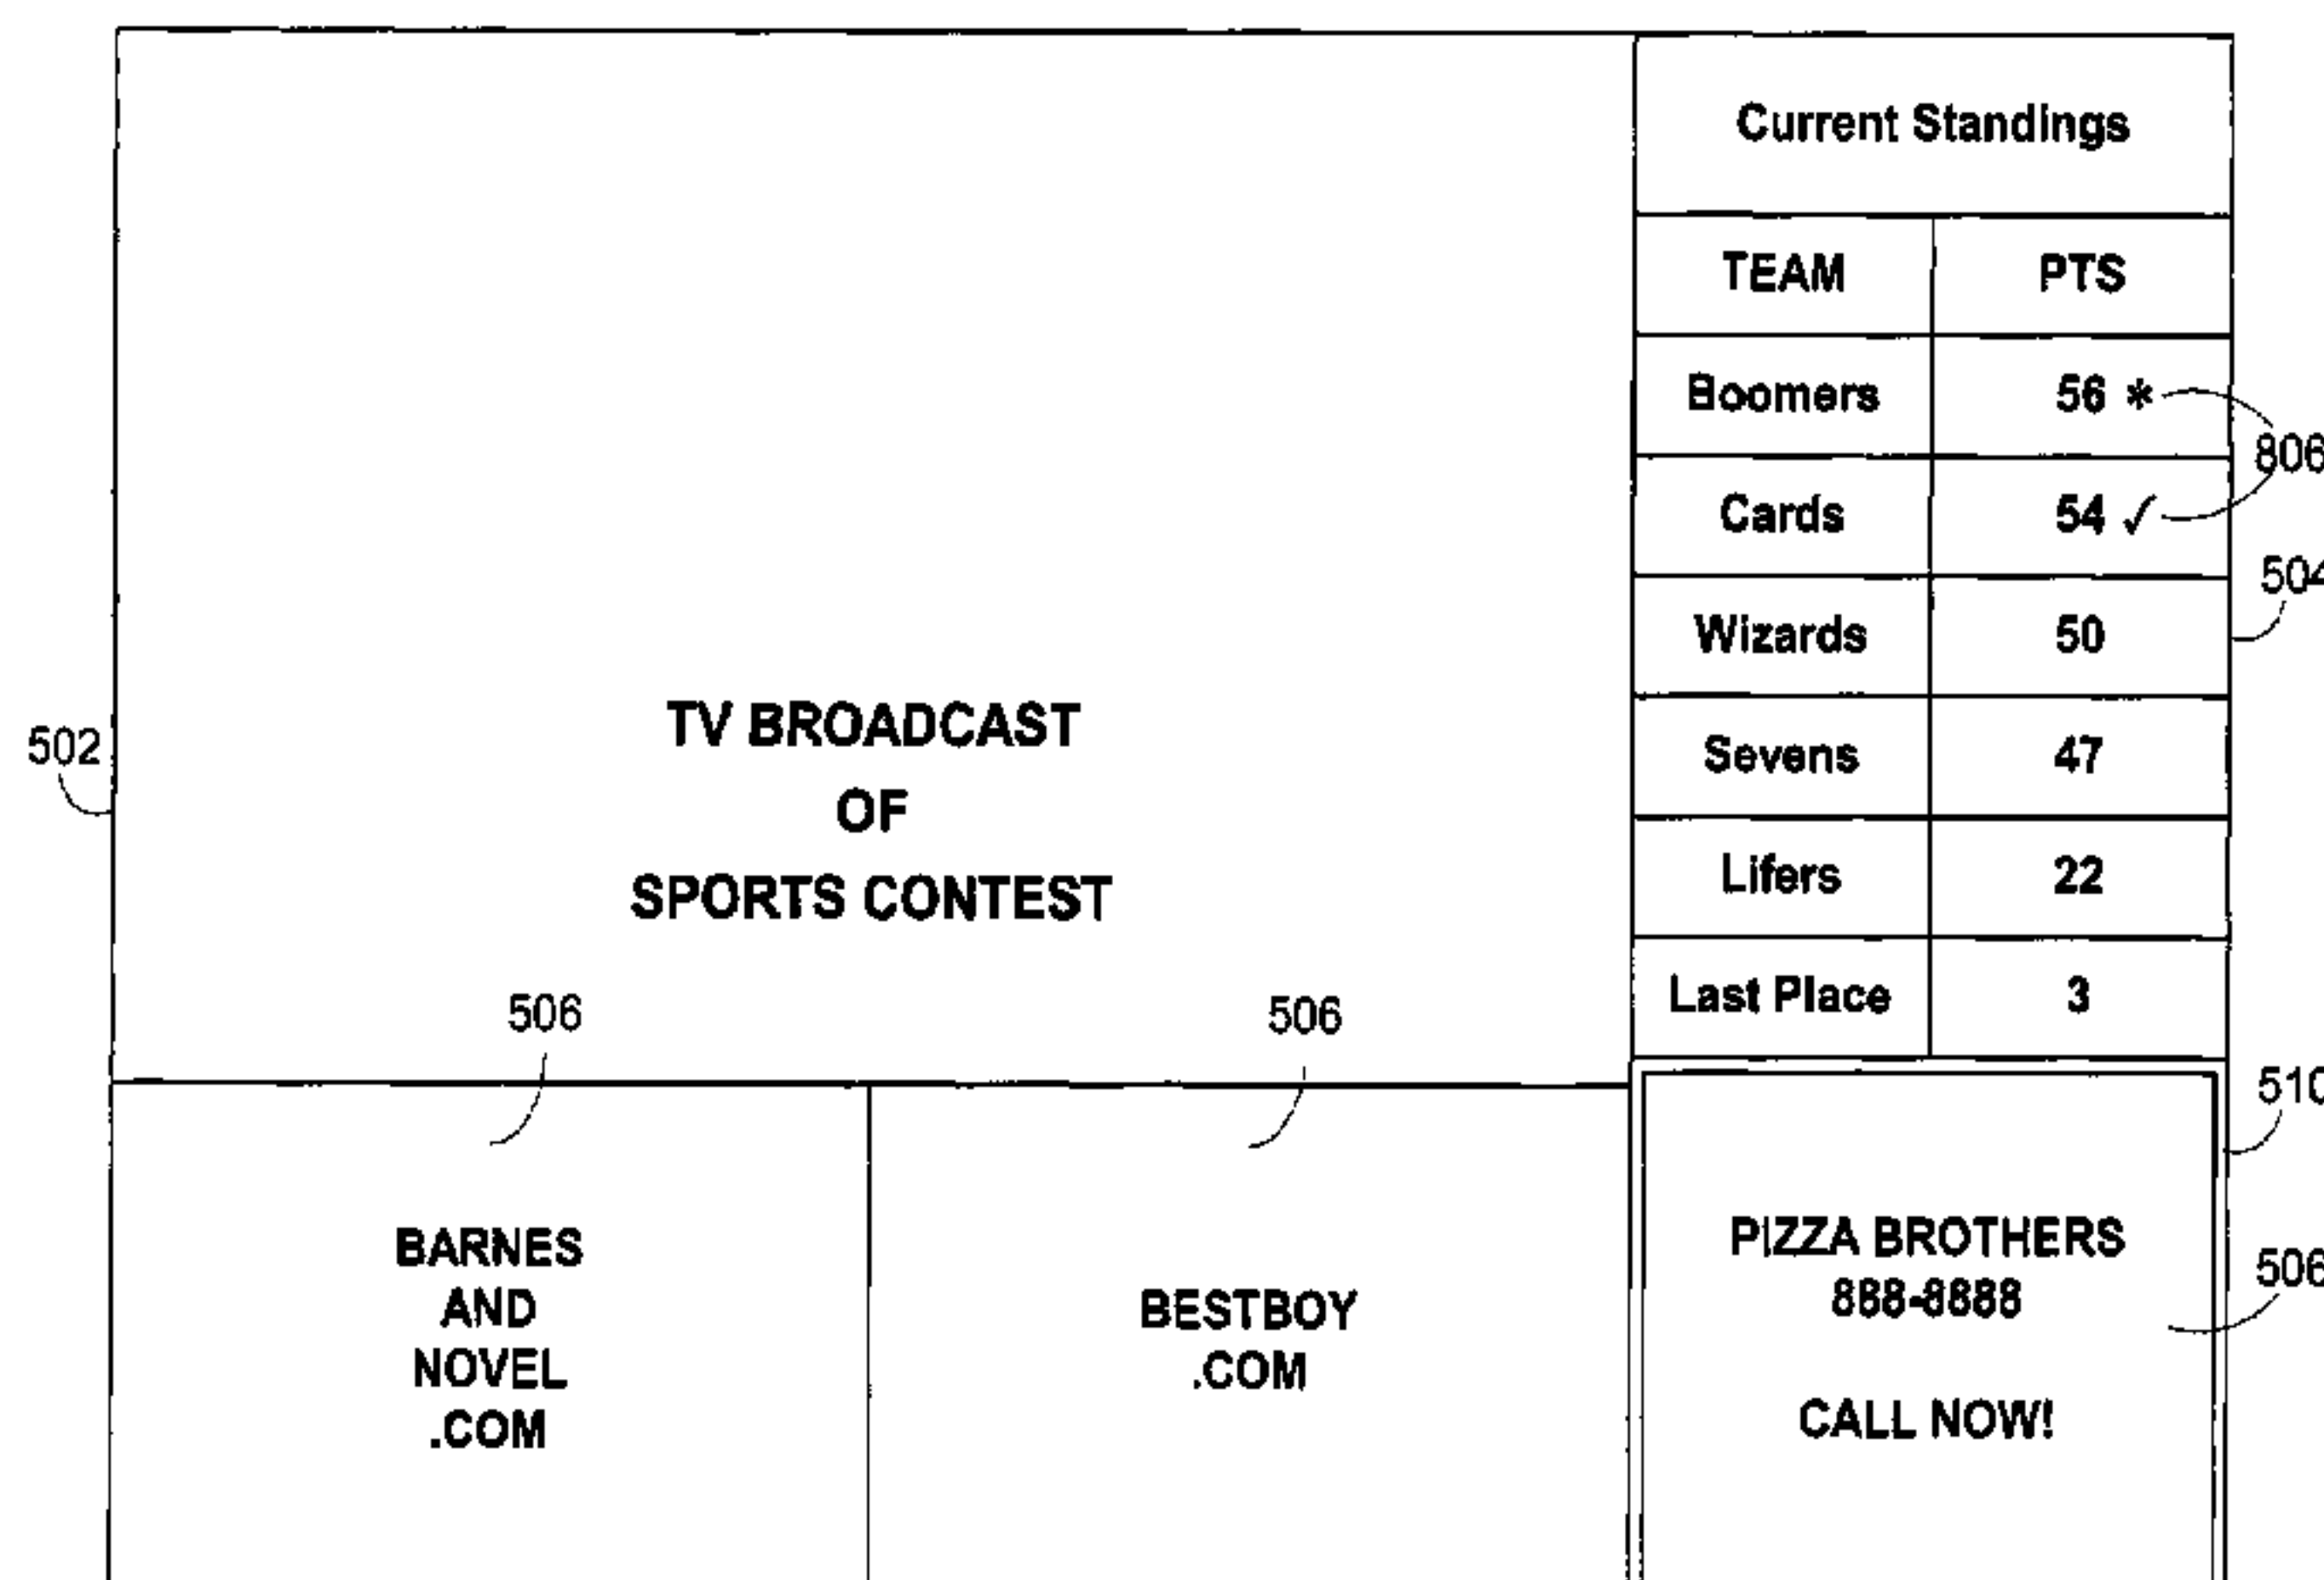 Current Standings
TEAM PTS
Boomers 56 *
806
Cards 54 ✓
504
Wizards 50
502
TV BROADCAST
OF
SPORTS CONTEST
Sevens 47
Lifers 22
Last Place 3
506
506
510
BARNES
AND
NOVEL
.COM
BESTBOY
.COM
PIZZA BROTHERS
888-8888
CALL NOW!
506